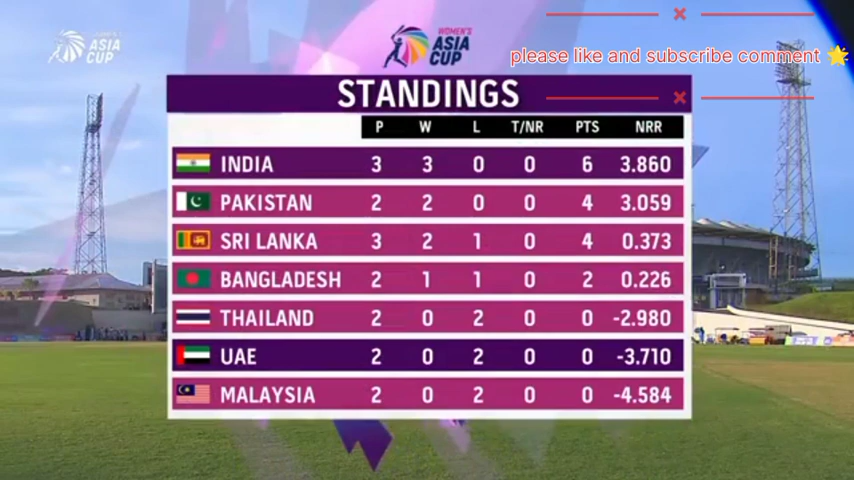 ASIA
CUP
WOMEN'S
ASIA
CUP
please like and subscribe comment 🌟
STANDINGS
P W L T/NR PTS NRR
INDIA 3 3 0 0 6 3.860
PAKISTAN 2 2 0 0 4 3.059
SRI LANKA 3 2 1 0 4 0.373
BANGLADESH 2 1 1 0 2 0.226
THAILAND 2 0 2 0 0 -2.980
UAE 2 0 2 0 0 -3.710
MALAYSIA 2 0 2 0 0 -4.584